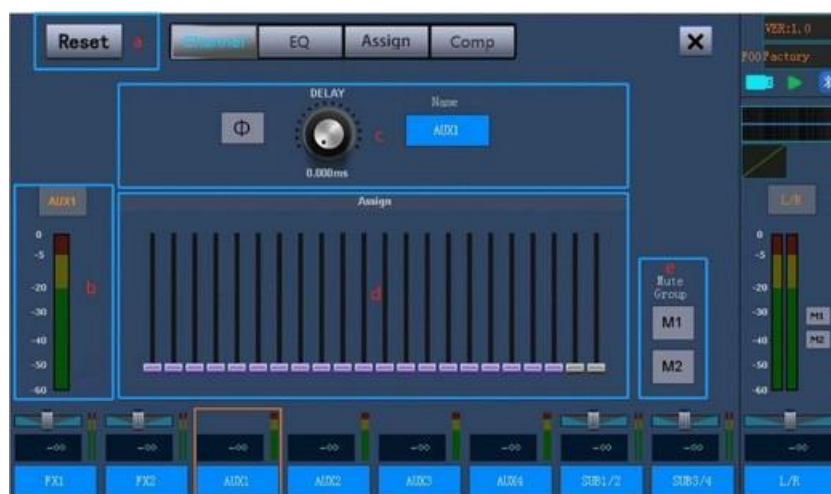 Reset a Channel EQ Assign Comp X VER:1.0
F00Factory
DELAY
Name
Φ c AUX1
0.000ms
AUX1 Assign L/R
0 0
-5 -5
e
-20 b d Mute -20
Group
-30 M1 -30 M1
-40 -40 M2
-50 M2 -50
-60 -60
-∞ -∞ -∞ -∞ -∞ -∞ -∞ -∞ -∞
FX1 FX2 AUX1 AUX2 AUX3 AUX4 SUB1/2 SUB3/4 L/R